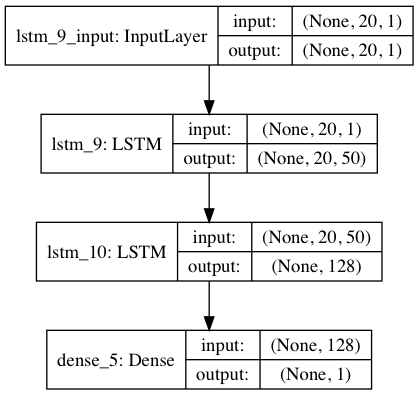 lstm_9_input: InputLayer
input: (None, 20, 1)
output: (None, 20, 1)
lstm_9: LSTM
input: (None, 20, 1)
output: (None, 20, 50)
lstm_10: LSTM
input: (None, 20, 50)
output: (None, 128)
dense_5: Dense
input: (None, 128)
output: (None, 1)